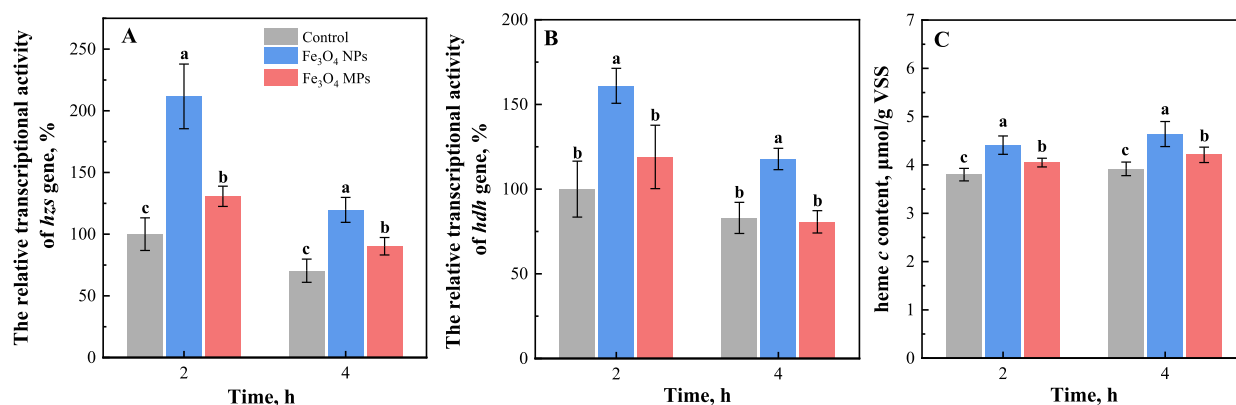 A
The relative transcriptional activity
of hzs gene, %
250
200
150
100
50
0
Control
Fe₃O₄ NPs
Fe₃O₄ MPs
c
a
b
c
a
b
2
4
Time, h
B
The relative transcriptional activity
of hdh gene, %
200
150
100
50
0
b
a
b
b
a
b
2
4
Time, h
C
heme c content, μmol/g VSS
7
6
5
4
3
2
1
0
c
a
b
c
a
b
2
4
Time, h